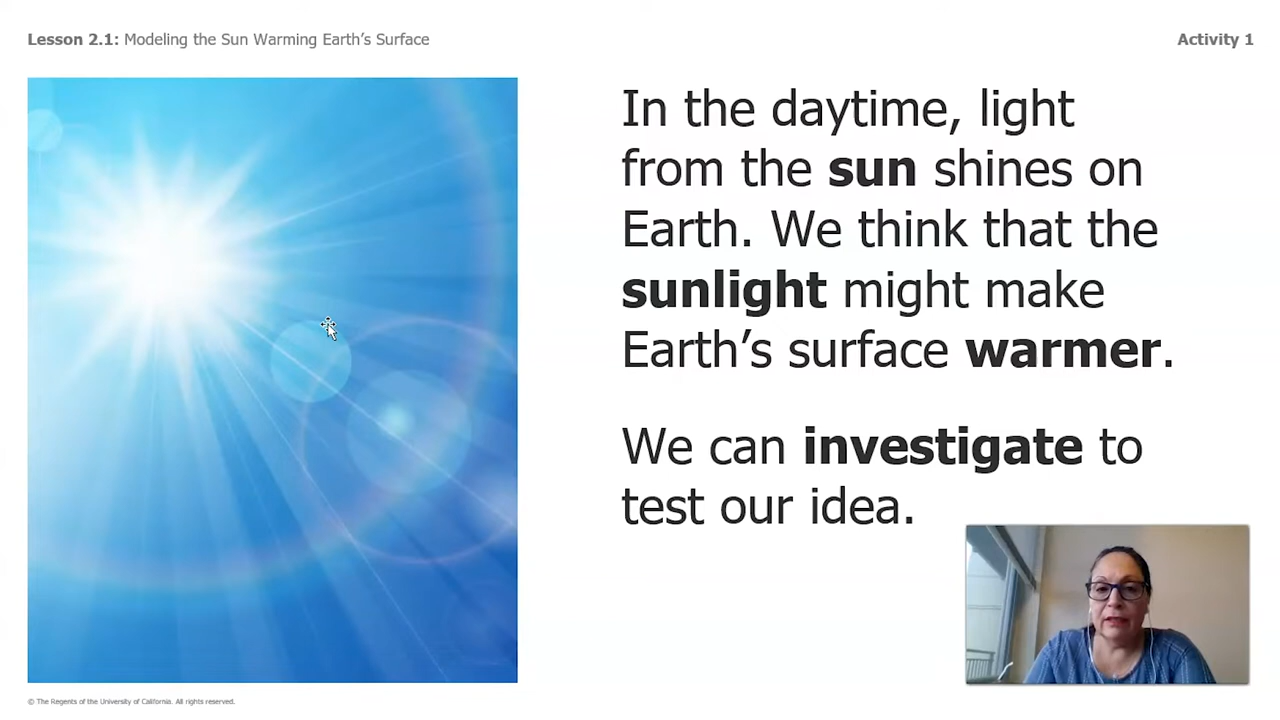 Lesson 2.1: Modeling the Sun Warming Earth's Surface
Activity 1
In the daytime, light
from the sun shines on
Earth. We think that the
sunlight might make
Earth's surface warmer.
We can investigate to
test our idea.
© The Regents of the University of California. All rights reserved.